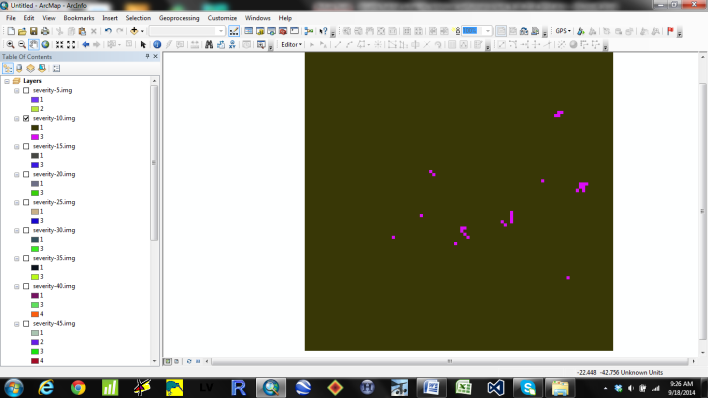 Untitled - ArcMap - ArcInfo
File Edit View Bookmarks Insert Selection Geoprocessing Customize Windows Help
GPS
Editor
Table Of Contents
Layers
severity-5.img
1
2
severity-10.img
1
3
severity-15.img
1
3
severity-20.img
1
3
severity-25.img
1
3
severity-30.img
1
3
severity-35.img
1
3
severity-40.img
1
3
4
severity-45.img
1
2
3
4
-22.448 -42.756 Unknown Units
LV
R
9:26 AM
9/18/2014